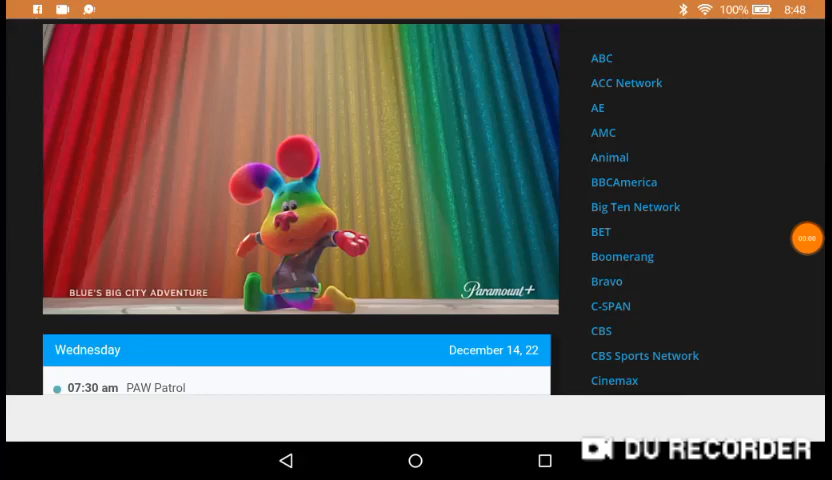 100% 8:48
ABC
ACC Network
AE
AMC
Animal
BBCAmerica
Big Ten Network
BET
00:00
Boomerang
Bravo
BLUE'S BIG CITY ADVENTURE
Paramount+
C-SPAN
CBS
Wednesday December 14, 22
CBS Sports Network
Cinemax
07:30 am PAW Patrol
DU RECORDER